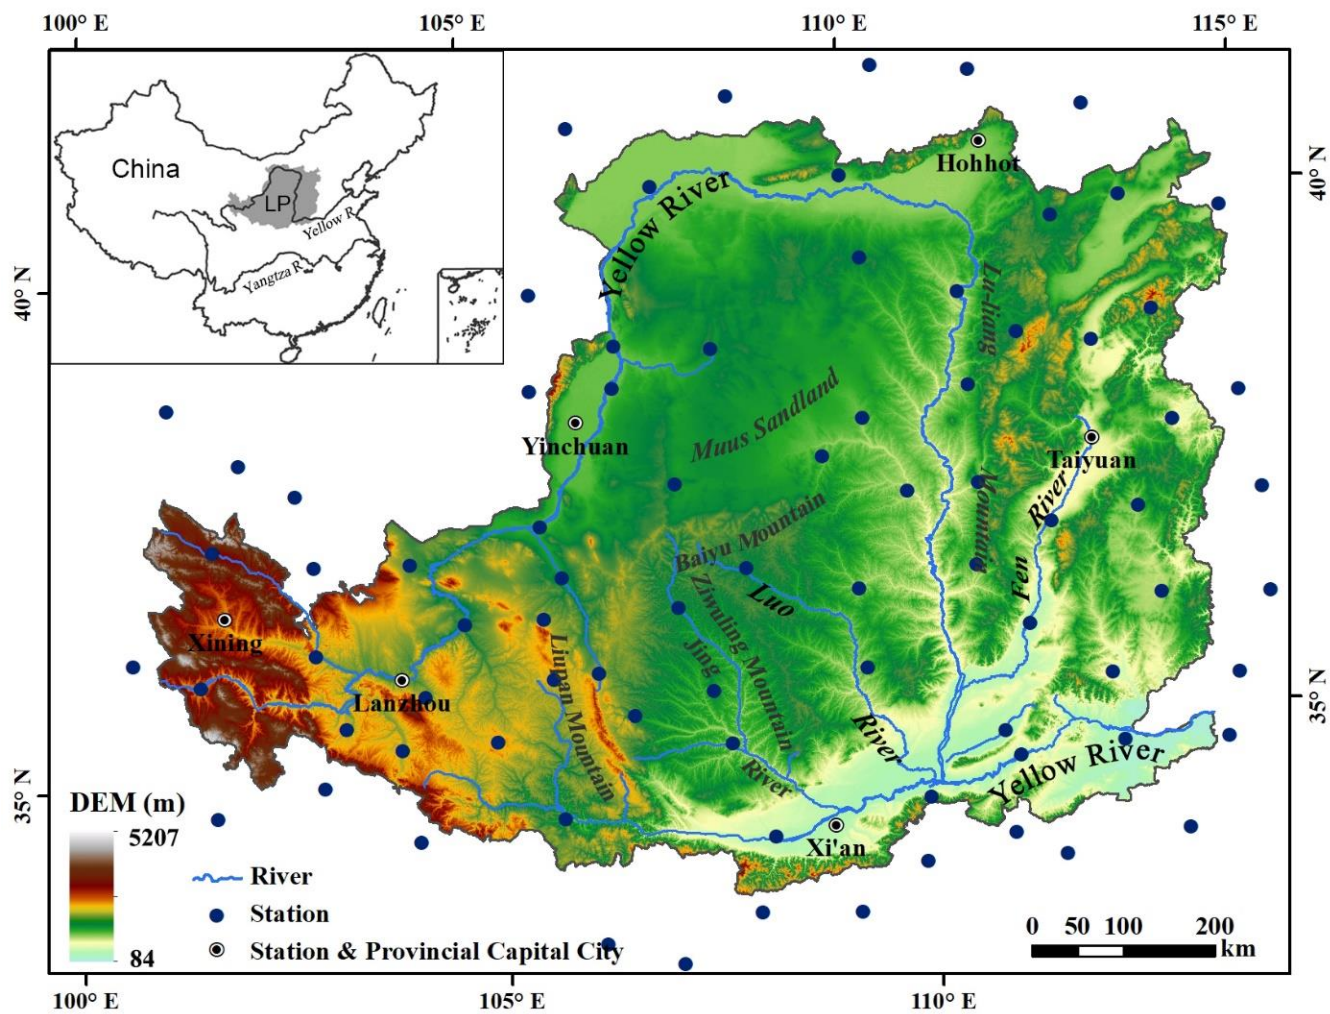 100° E
105° E
110° E
115° E
China
LP
Yellow R.
Yangtza R.
40° N
35° N
40° N
35° N
Hohhot
Yellow River
Lu-liang
Mountain
Muus Sandland
Yinchuan
Taiyuan
Fen
River
Baiyu Mountain
Luo
River
Ziwuling Mountain
Jing
River
Xining
Lanzhou
Liupan Mountain
Yellow River
Xi'an
DEM (m)
5207
84
River
Station
Station & Provincial Capital City
0 50 100 200
km
100° E
105° E
110° E